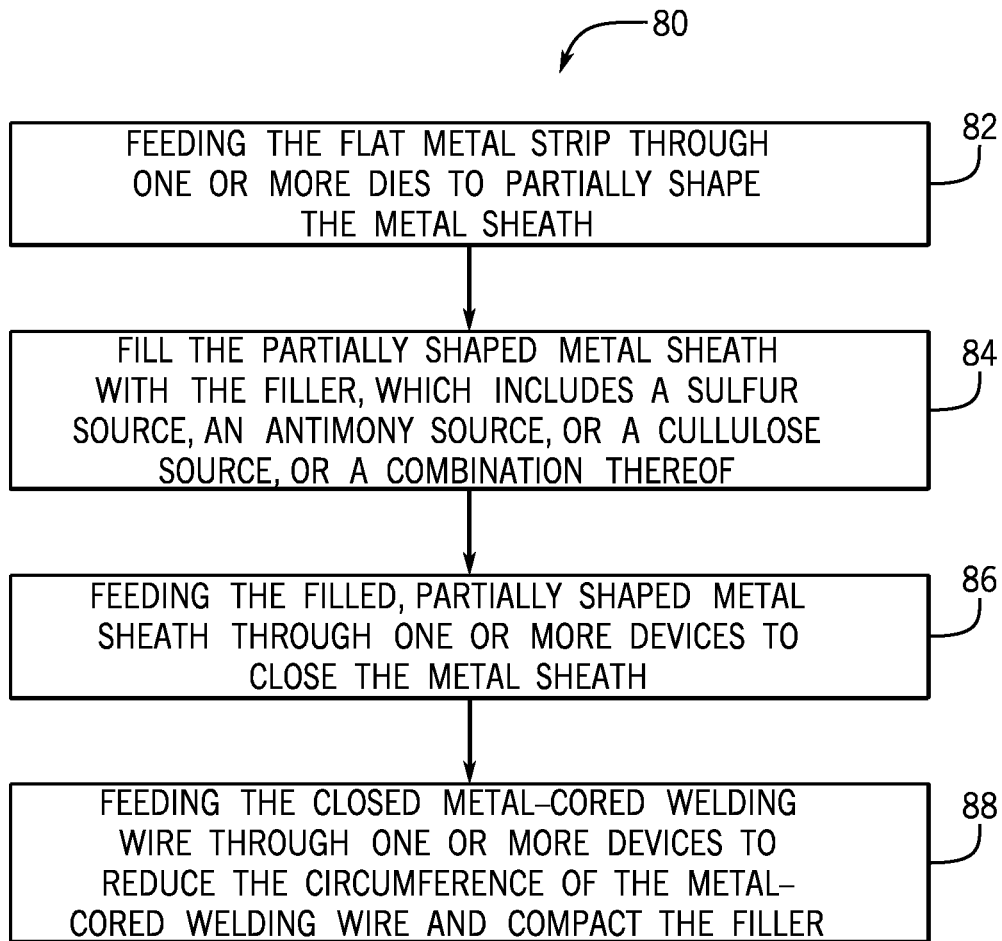 80
FEEDING THE FLAT METAL STRIP THROUGH
ONE OR MORE DIES TO PARTIALLY SHAPE
THE METAL SHEATH
82
FILL THE PARTIALLY SHAPED METAL SHEATH
WITH THE FILLER, WHICH INCLUDES A SULFUR
SOURCE, AN ANTIMONY SOURCE, OR A CULLULOSE
SOURCE, OR A COMBINATION THEREOF
84
FEEDING THE FILLED, PARTIALLY SHAPED METAL
SHEATH THROUGH ONE OR MORE DEVICES TO
CLOSE THE METAL SHEATH
86
FEEDING THE CLOSED METAL–CORED WELDING
WIRE THROUGH ONE OR MORE DEVICES TO
REDUCE THE CIRCUMFERENCE OF THE METAL–
CORED WELDING WIRE AND COMPACT THE FILLER
88